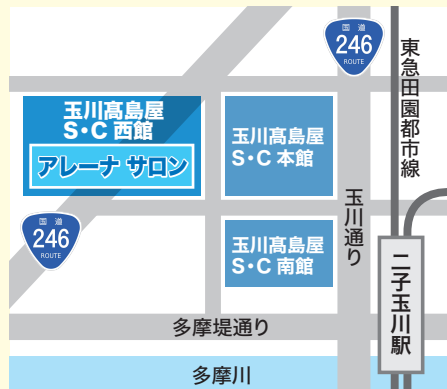 国道
246
ROUTE
東急田園都市線
玉川髙島屋
S・C 西館
アレーナ サロン
玉川髙島屋
S・C 本館
国道
246
ROUTE
玉川通り
玉川髙島屋
S・C 南館
二子玉川駅
多摩堤通り
多摩川